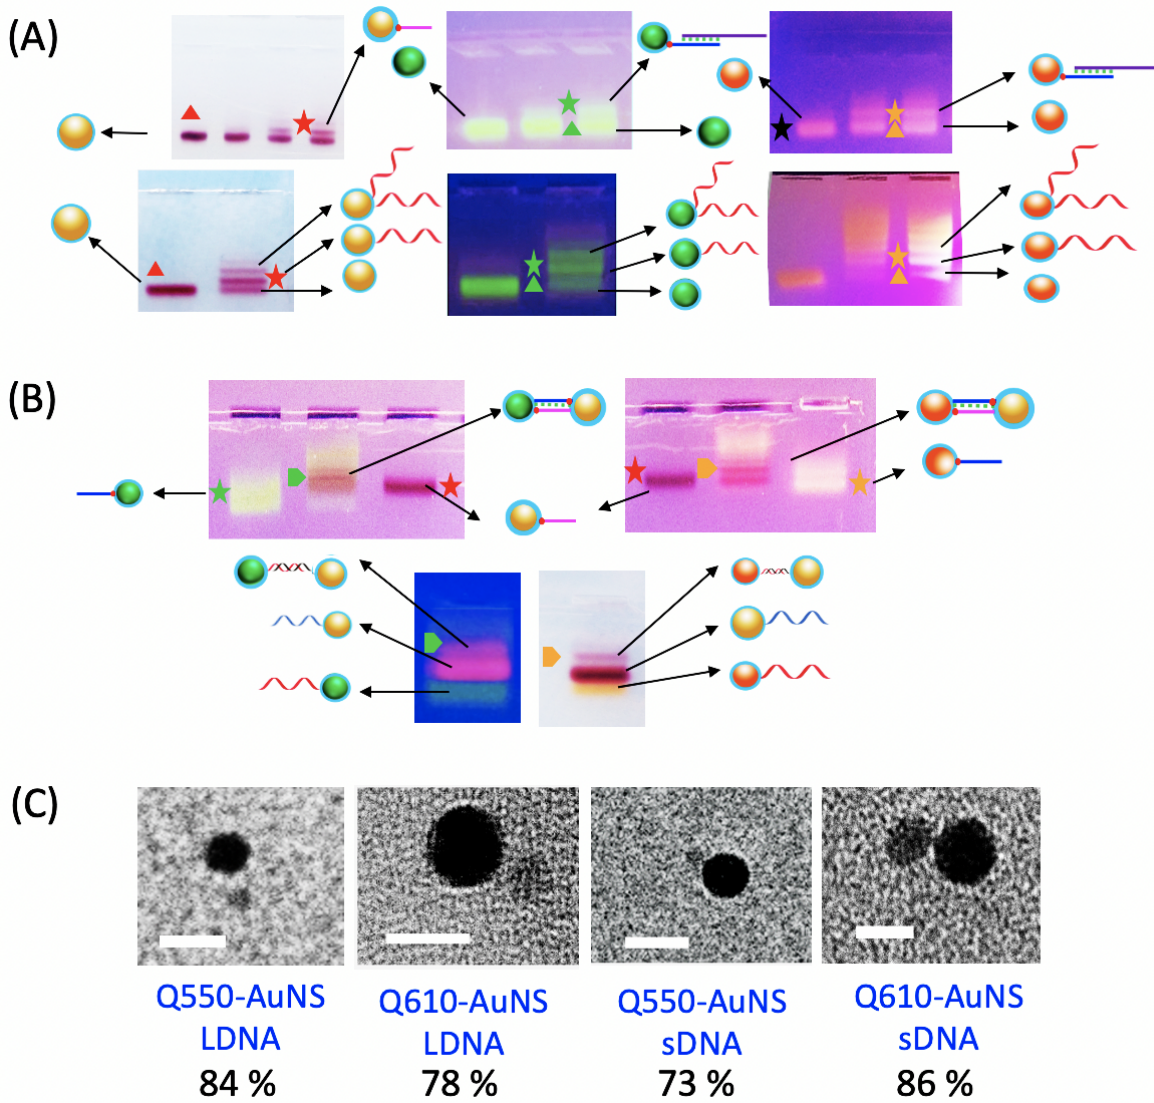 (A)
(B)
(C)
Q550-AuNS
LDNA
84 %
Q610-AuNS
LDNA
78 %
Q550-AuNS
sDNA
73 %
Q610-AuNS
sDNA
86 %